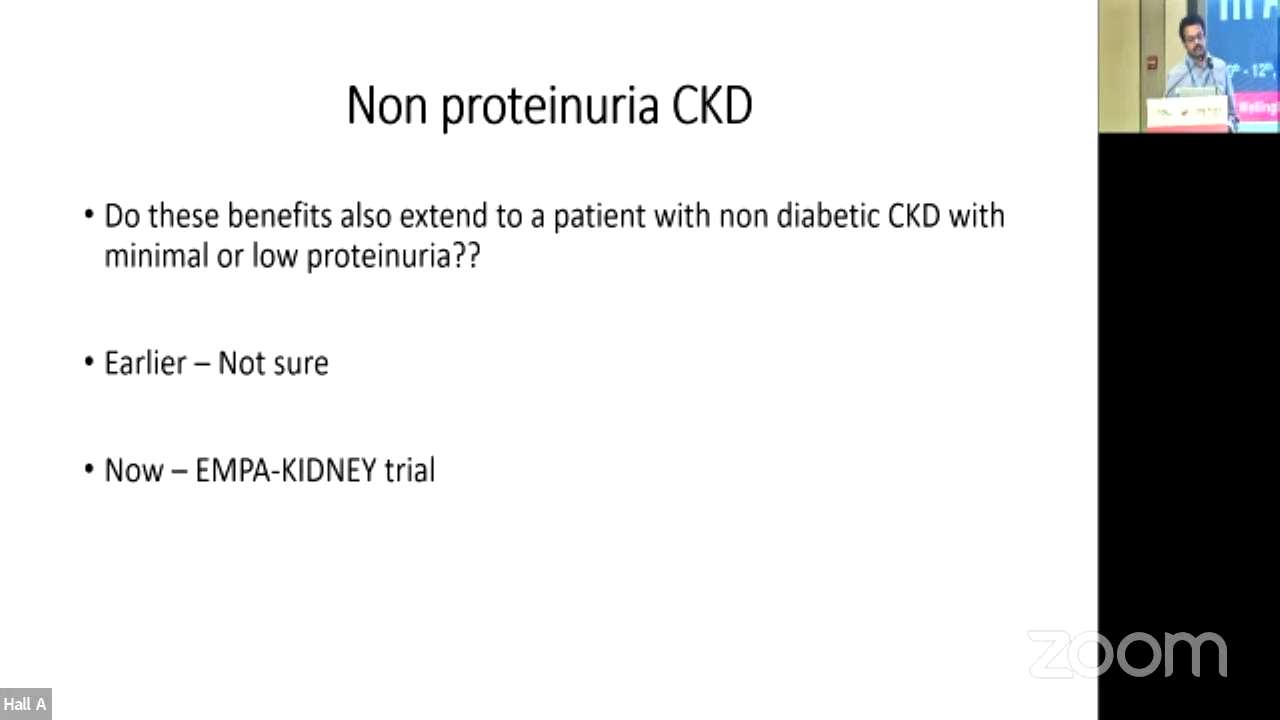 Non proteinuria CKD
• Do these benefits also extend to a patient with non diabetic CKD with
minimal or low proteinuria??
• Earlier – Not sure
• Now – EMPA-KIDNEY trial
zoom
Hall A